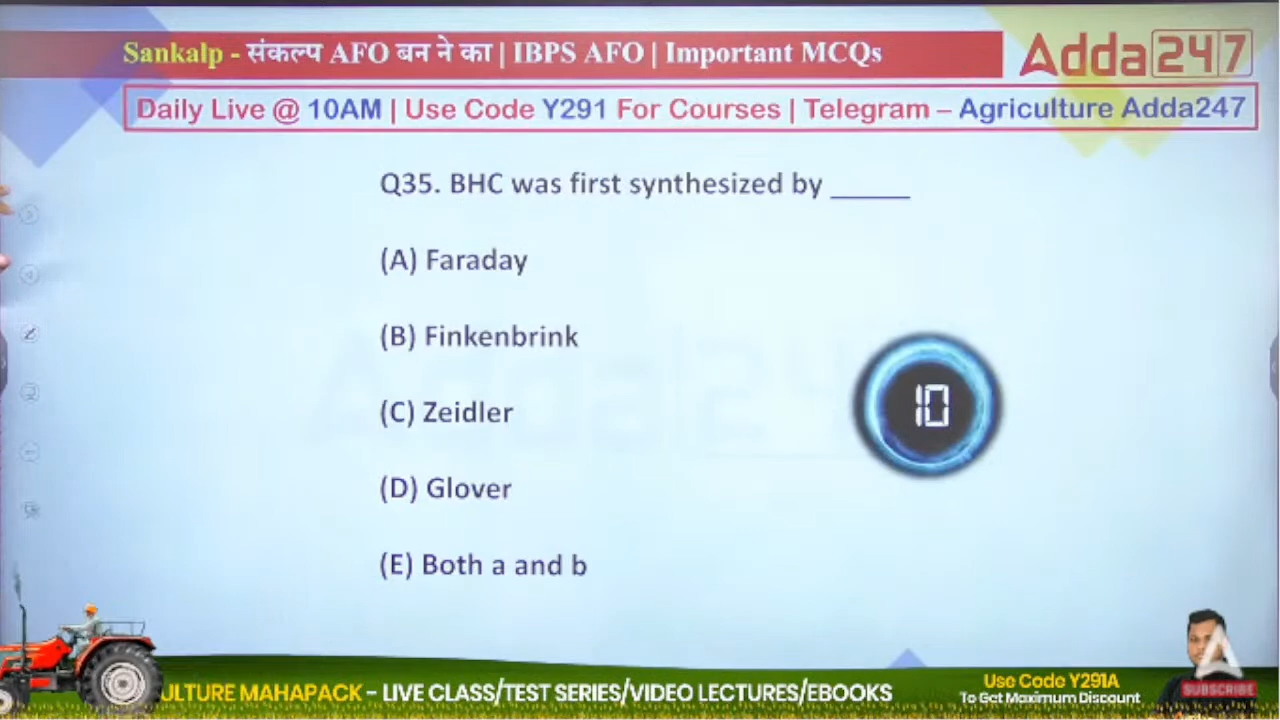 Sankalp - संकल्प AFO बन ने का | IBPS AFO | Important MCQs
Adda247
Daily Live @ 10AM | Use Code Y291 For Courses | Telegram – Agriculture Adda247
Q35. BHC was first synthesized by _____
(A) Faraday
(B) Finkenbrink
10
(C) Zeidler
(D) Glover
(E) Both a and b
ULTURE MAHAPACK - LIVE CLASS/TEST SERIES/VIDEO LECTURES/EBOOKS
Use Code Y291A
To Get Maximum Discount
SUBSCRIBE